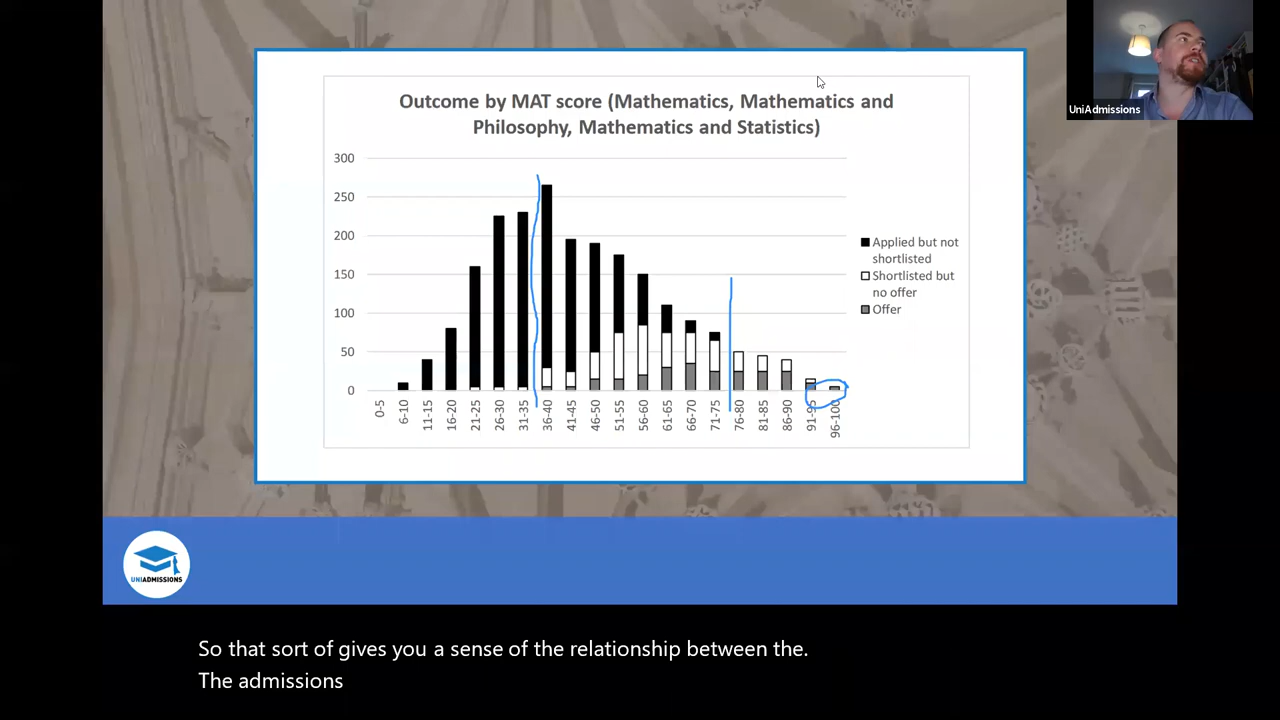 UniAdmissions
Outcome by MAT score (Mathematics, Mathematics and
Philosophy, Mathematics and Statistics)
300
250
200
150
100
50
0
0-5
6-10
11-15
16-20
21-25
26-30
31-35
36-40
41-45
46-50
51-55
56-60
61-65
66-70
71-75
76-80
81-85
86-90
91-95
96-100
Applied but not
shortlisted
Shortlisted but
no offer
Offer
UNIADMISSIONS
So that sort of gives you a sense of the relationship between the.
The admissions